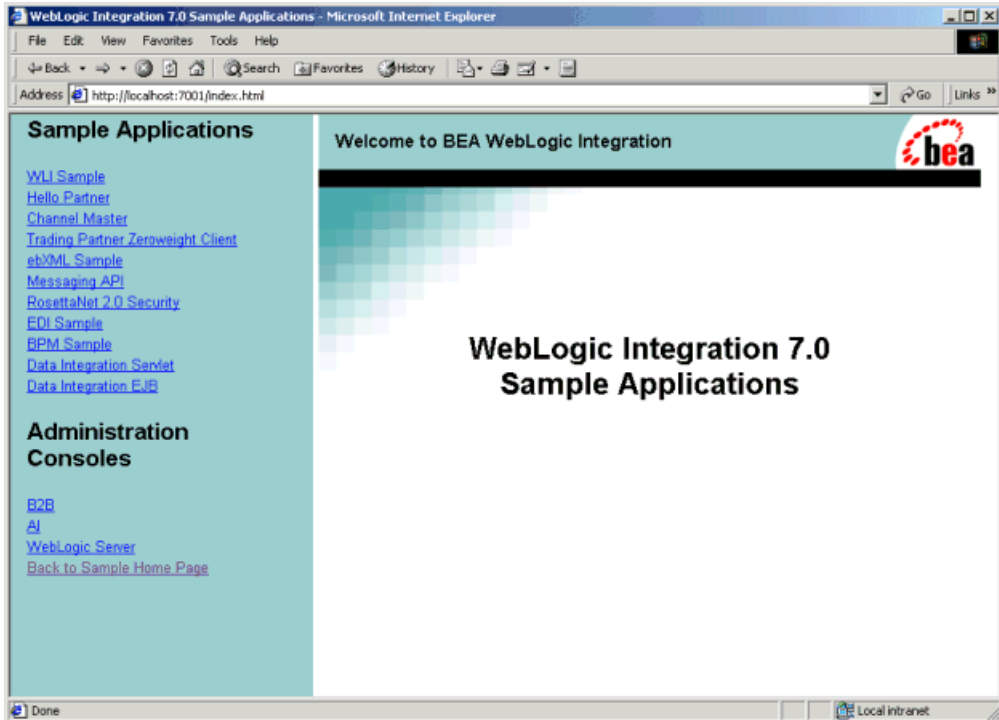 WebLogic Integration 7.0 Sample Applications - Microsoft Internet Explorer
File Edit View Favorites Tools Help
Back Search Favorites History
Address http://localhost:7001/index.html Go Links »
Sample Applications
WLI Sample
Hello Partner
Channel Master
Trading Partner Zeroweight Client
ebXML Sample
Messaging API
RosettaNet 2.0 Security
EDI Sample
BPM Sample
Data Integration Servlet
Data Integration EJB
Administration
Consoles
B2B
AI
WebLogic Server
Back to Sample Home Page
Welcome to BEA WebLogic Integration
bea
WebLogic Integration 7.0
Sample Applications
Done Local intranet